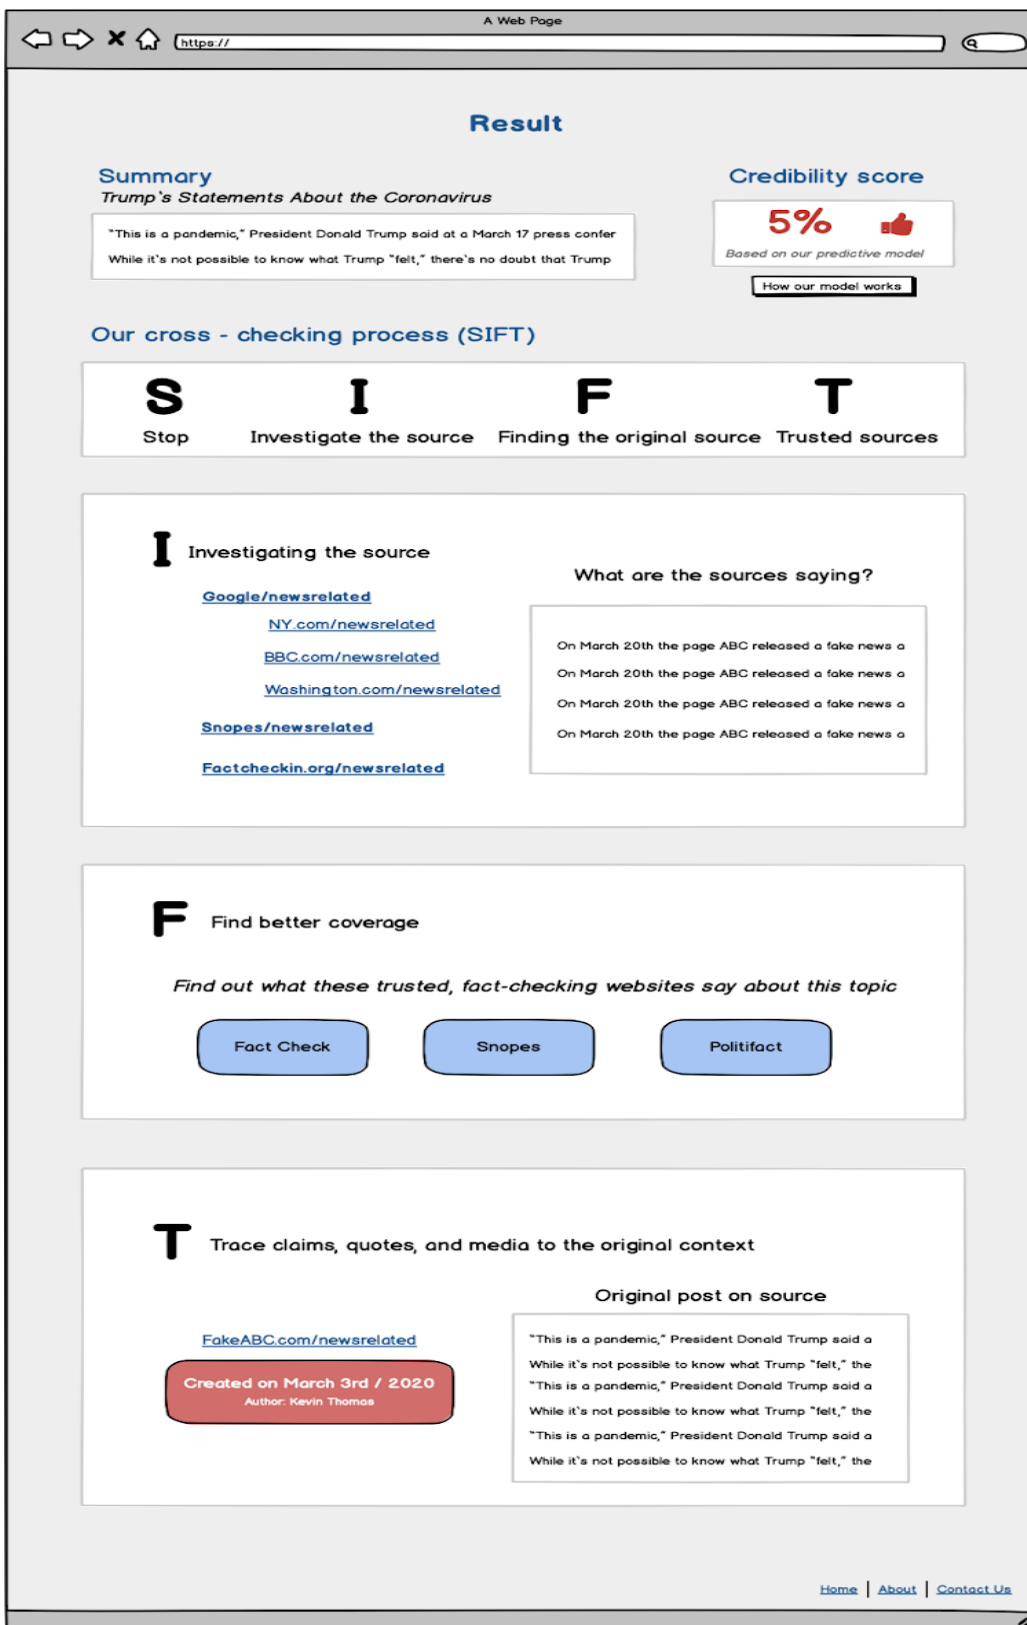 A Web Page
https://
Result
Summary
Trump`s Statements About the Coronavirus
"This is a pandemic," President Donald Trump said at a March 17 press confer
While it`s not possible to know what Trump "felt," there`s no doubt that Trump
Credibility score
5%
Based on our predictive model
How our model works
Our cross - checking process (SIFT)
S I F T
Stop Investigate the source Finding the original source Trusted sources
I Investigating the source
Google/newsrelated
NY.com/newsrelated
BBC.com/newsrelated
Washington.com/newsrelated
Snopes/newsrelated
Factcheckin.org/newsrelated
What are the sources saying?
On March 20th the page ABC released a fake news a
On March 20th the page ABC released a fake news a
On March 20th the page ABC released a fake news a
On March 20th the page ABC released a fake news a
F Find better coverage
Find out what these trusted, fact-checking websites say about this topic
Fact Check Snopes Politifact
T Trace claims, quotes, and media to the original context
FakeABC.com/newsrelated
Created on March 3rd / 2020
Author: Kevin Thomas
Original post on source
"This is a pandemic," President Donald Trump said a
While it`s not possible to know what Trump "felt," the
"This is a pandemic," President Donald Trump said a
While it`s not possible to know what Trump "felt," the
"This is a pandemic," President Donald Trump said a
While it`s not possible to know what Trump "felt," the
Home | About | Contact Us